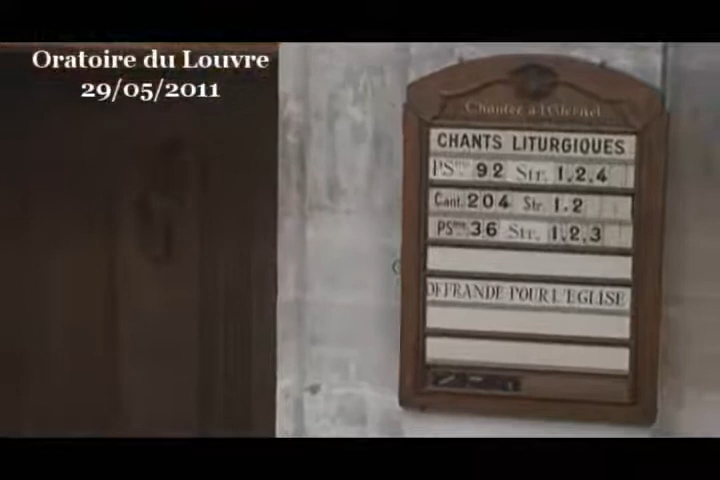 Oratoire du Louvre
29/05/2011
Chantez à l'Éternel
CHANTS LITURGIQUES
PSme 92 Str. 1.2.4
Cant. 204 Str. 1.2
PSme 36 Str. 1.2.3
OFFRANDE POUR L'EGLISE